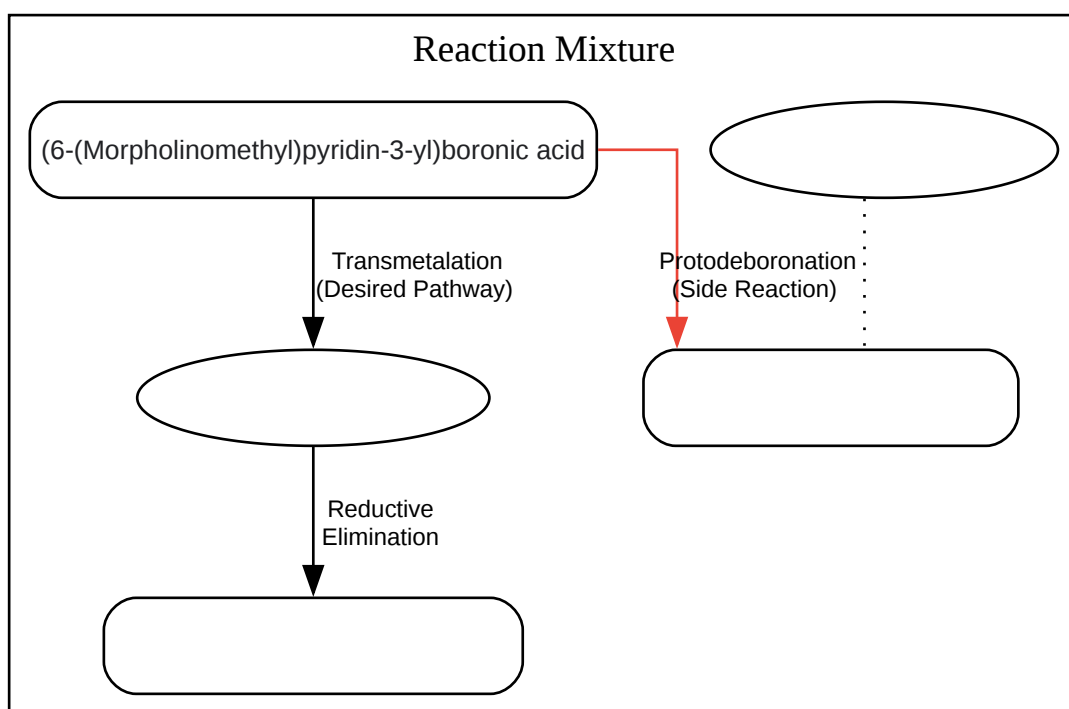 Reaction Mixture
(6-(Morpholinomethyl)pyridin-3-yl)boronic acid
Transmetalation
(Desired Pathway)
Protodeboronation
(Side Reaction)
Reductive
Elimination